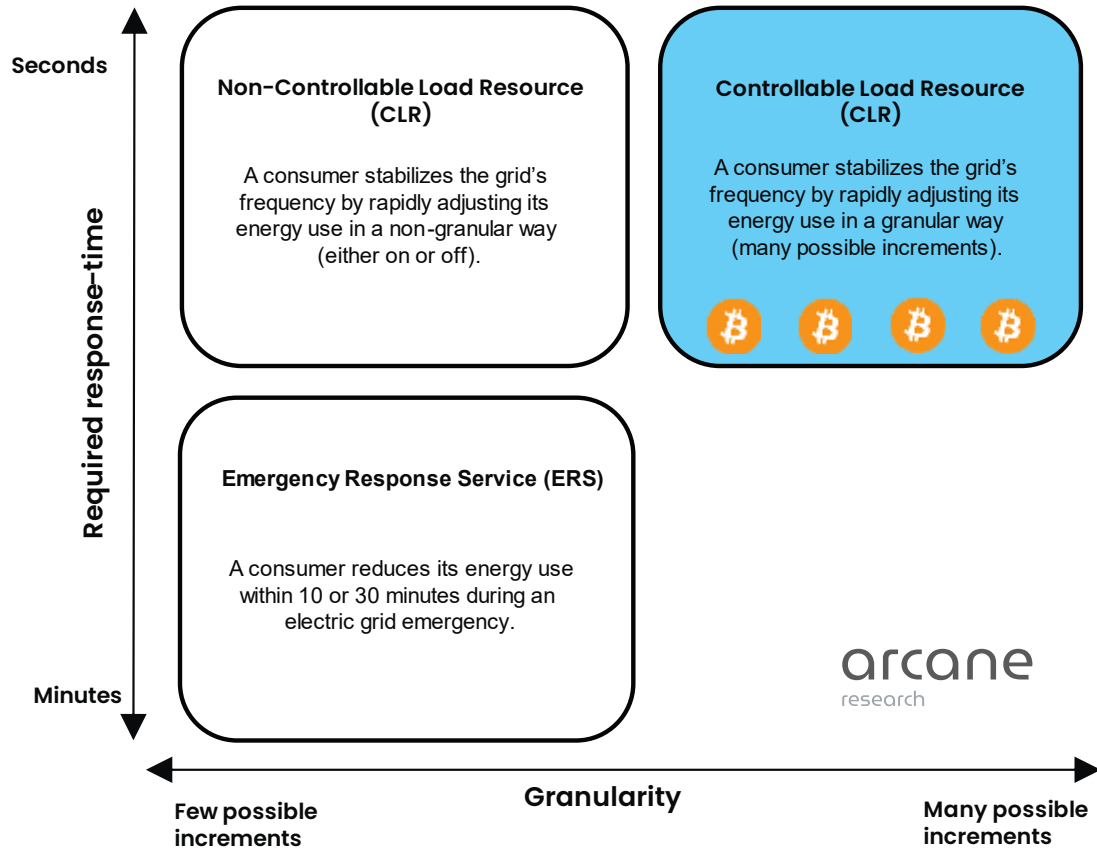 Seconds
Non-Controllable Load Resource
(CLR)
A consumer stabilizes the grid's
frequency by rapidly adjusting its
energy use in a non-granular way
(either on or off).
Controllable Load Resource
(CLR)
A consumer stabilizes the grid's
frequency by rapidly adjusting its
energy use in a granular way
(many possible increments).
Required response-time
Emergency Response Service (ERS)
A consumer reduces its energy use
within 10 or 30 minutes during an
electric grid emergency.
arcane
research
Minutes
Granularity
Few possible
increments
Many possible
increments